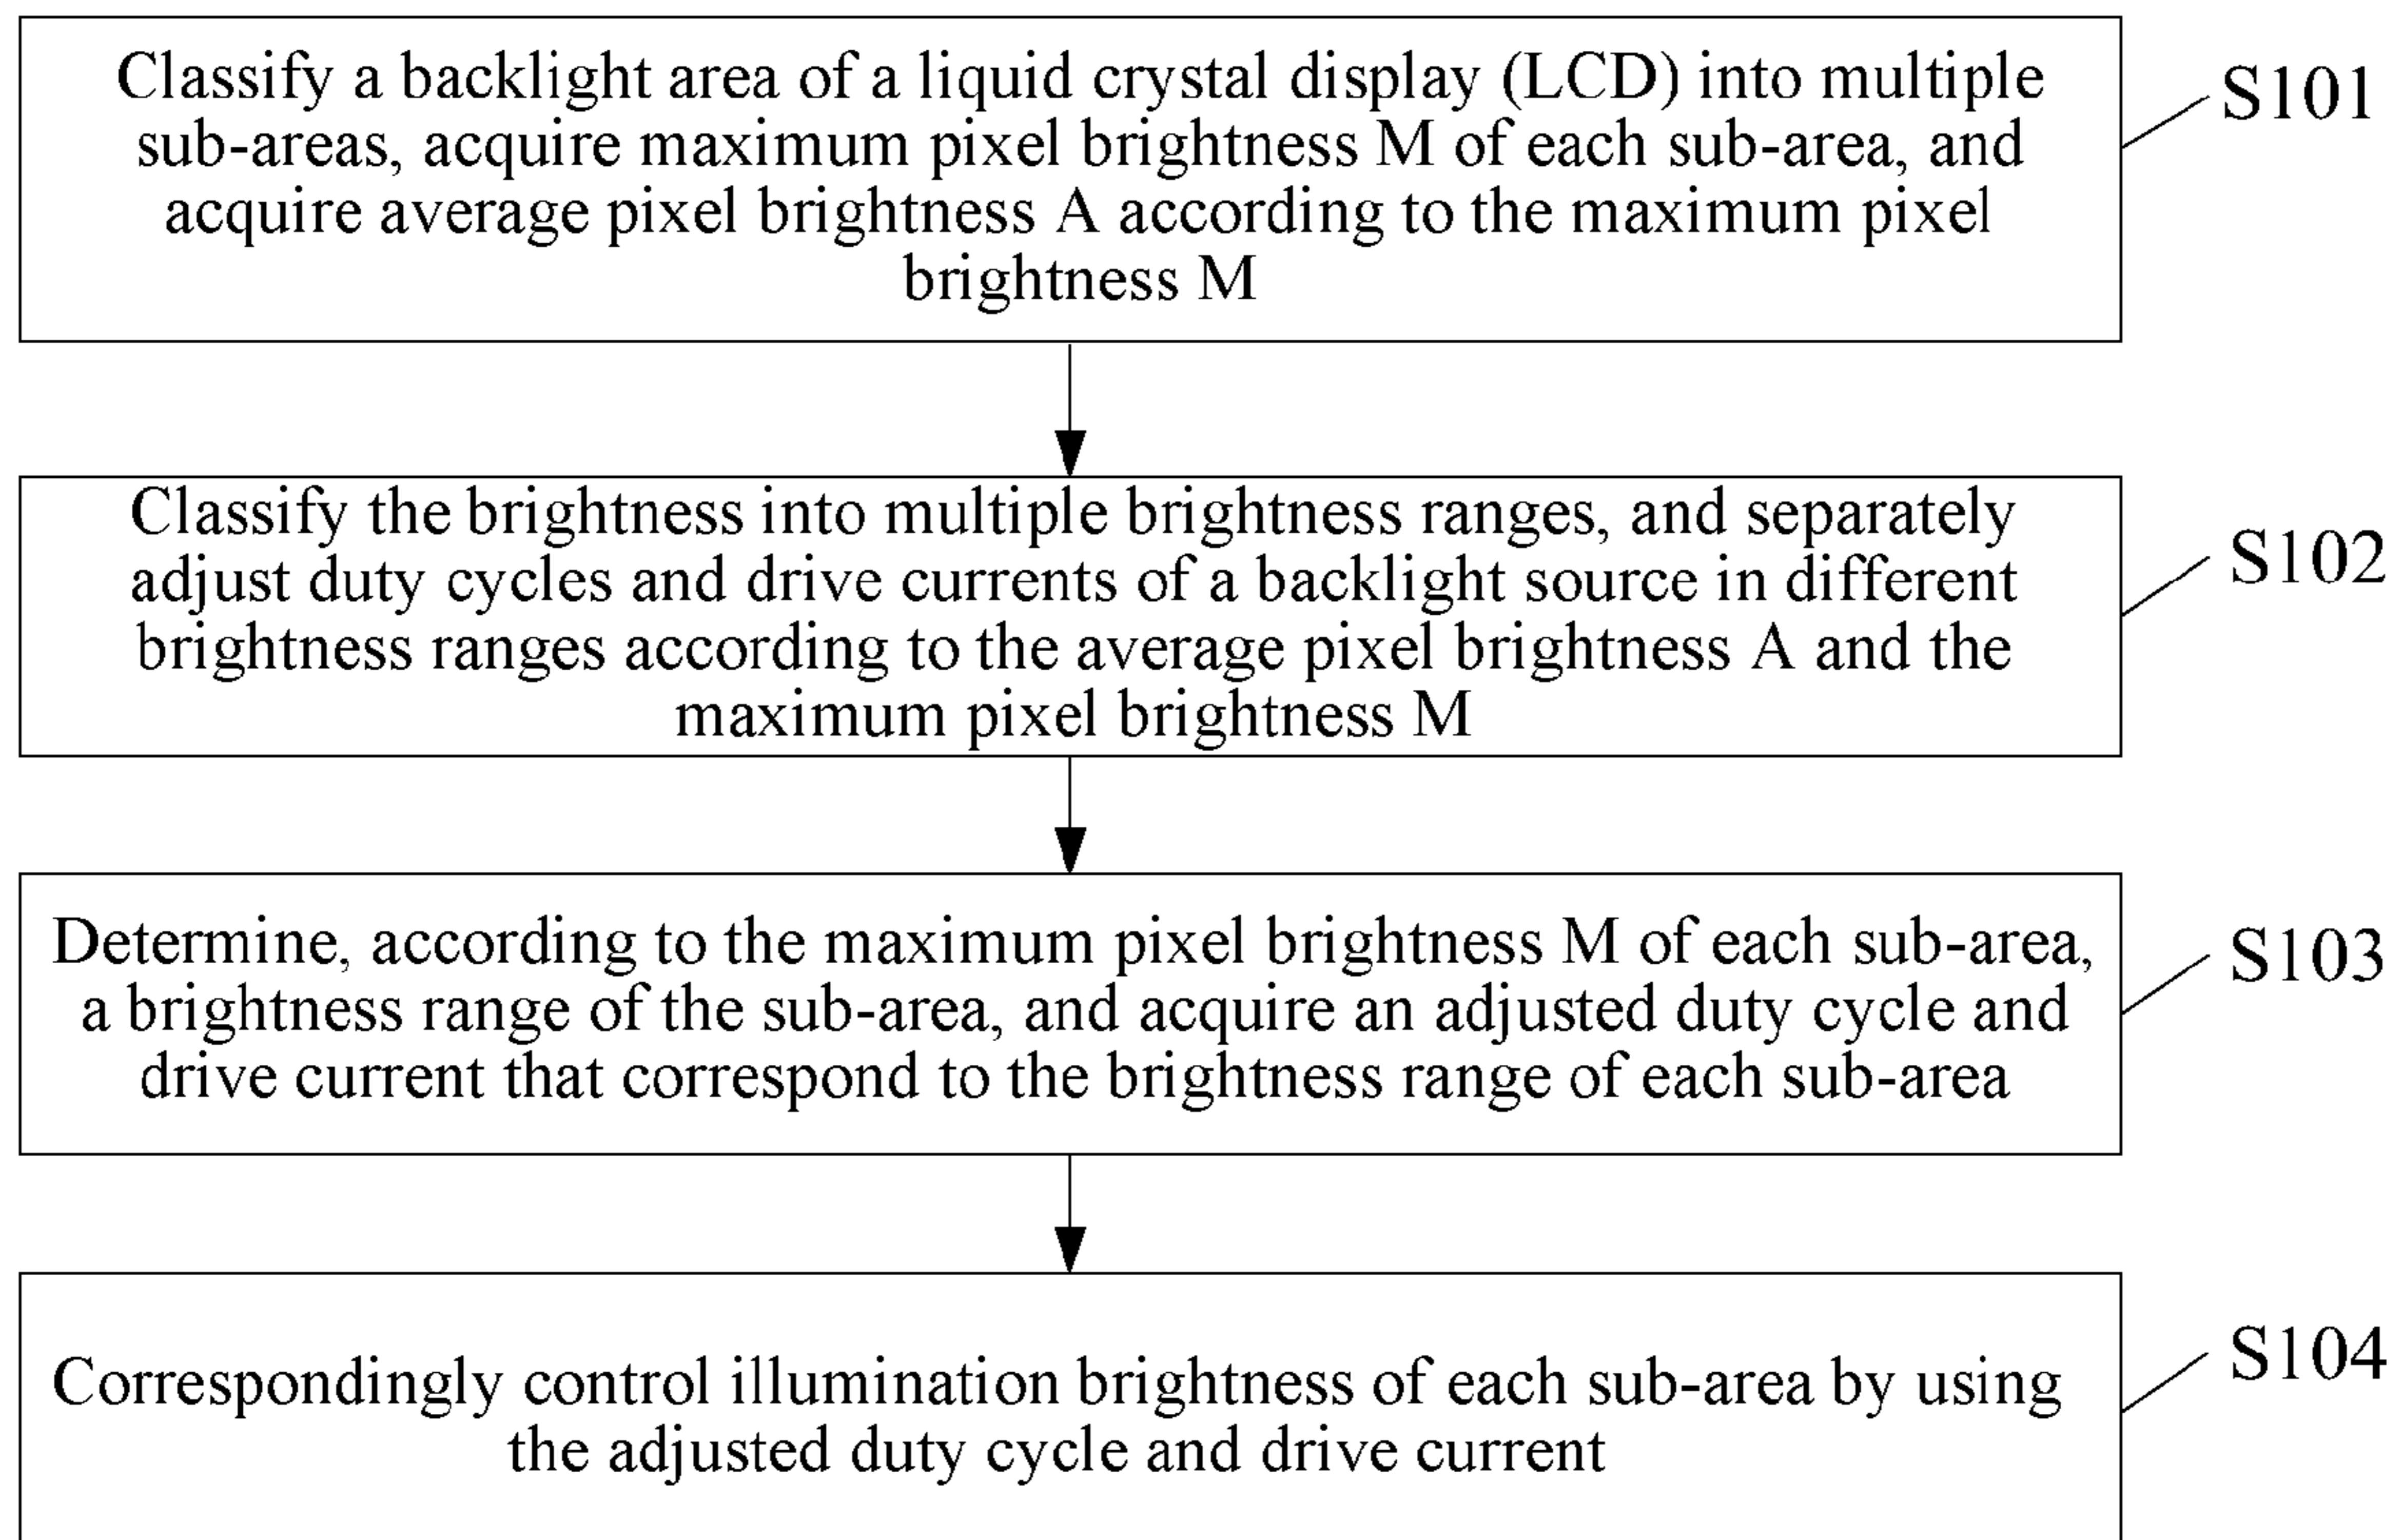 Classify a backlight area of a liquid crystal display (LCD) into multiple
sub-areas, acquire maximum pixel brightness M of each sub-area, and
acquire average pixel brightness A according to the maximum pixel
brightness M
S101
Classify the brightness into multiple brightness ranges, and separately
adjust duty cycles and drive currents of a backlight source in different
brightness ranges according to the average pixel brightness A and the
maximum pixel brightness M
S102
Determine, according to the maximum pixel brightness M of each sub-area,
a brightness range of the sub-area, and acquire an adjusted duty cycle and
drive current that correspond to the brightness range of each sub-area
S103
Correspondingly control illumination brightness of each sub-area by using
the adjusted duty cycle and drive current
S104